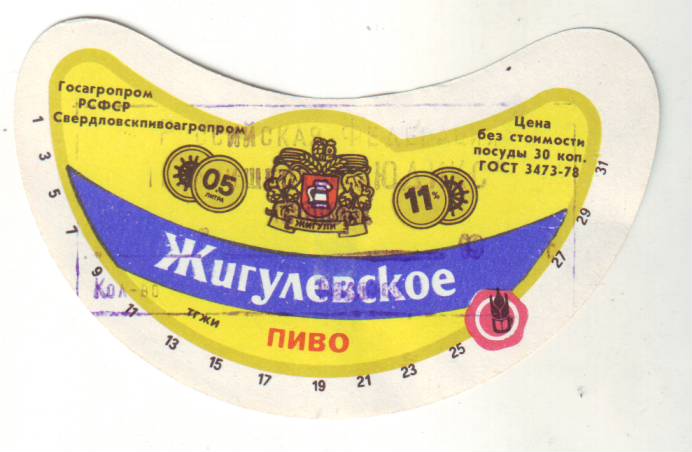 Госагропром
РСФСР
Свердловскпивоагропром
Цена
без стоимости
посуды 30 коп.
ГОСТ 3473-78
05
ЛИТРА
11%
ЖИГУЛИ
Жигулевское
ПИВО
тгжи
1
3
5
7
9
11
13
15
17
19
21
23
25
27
29
31
Кол-во